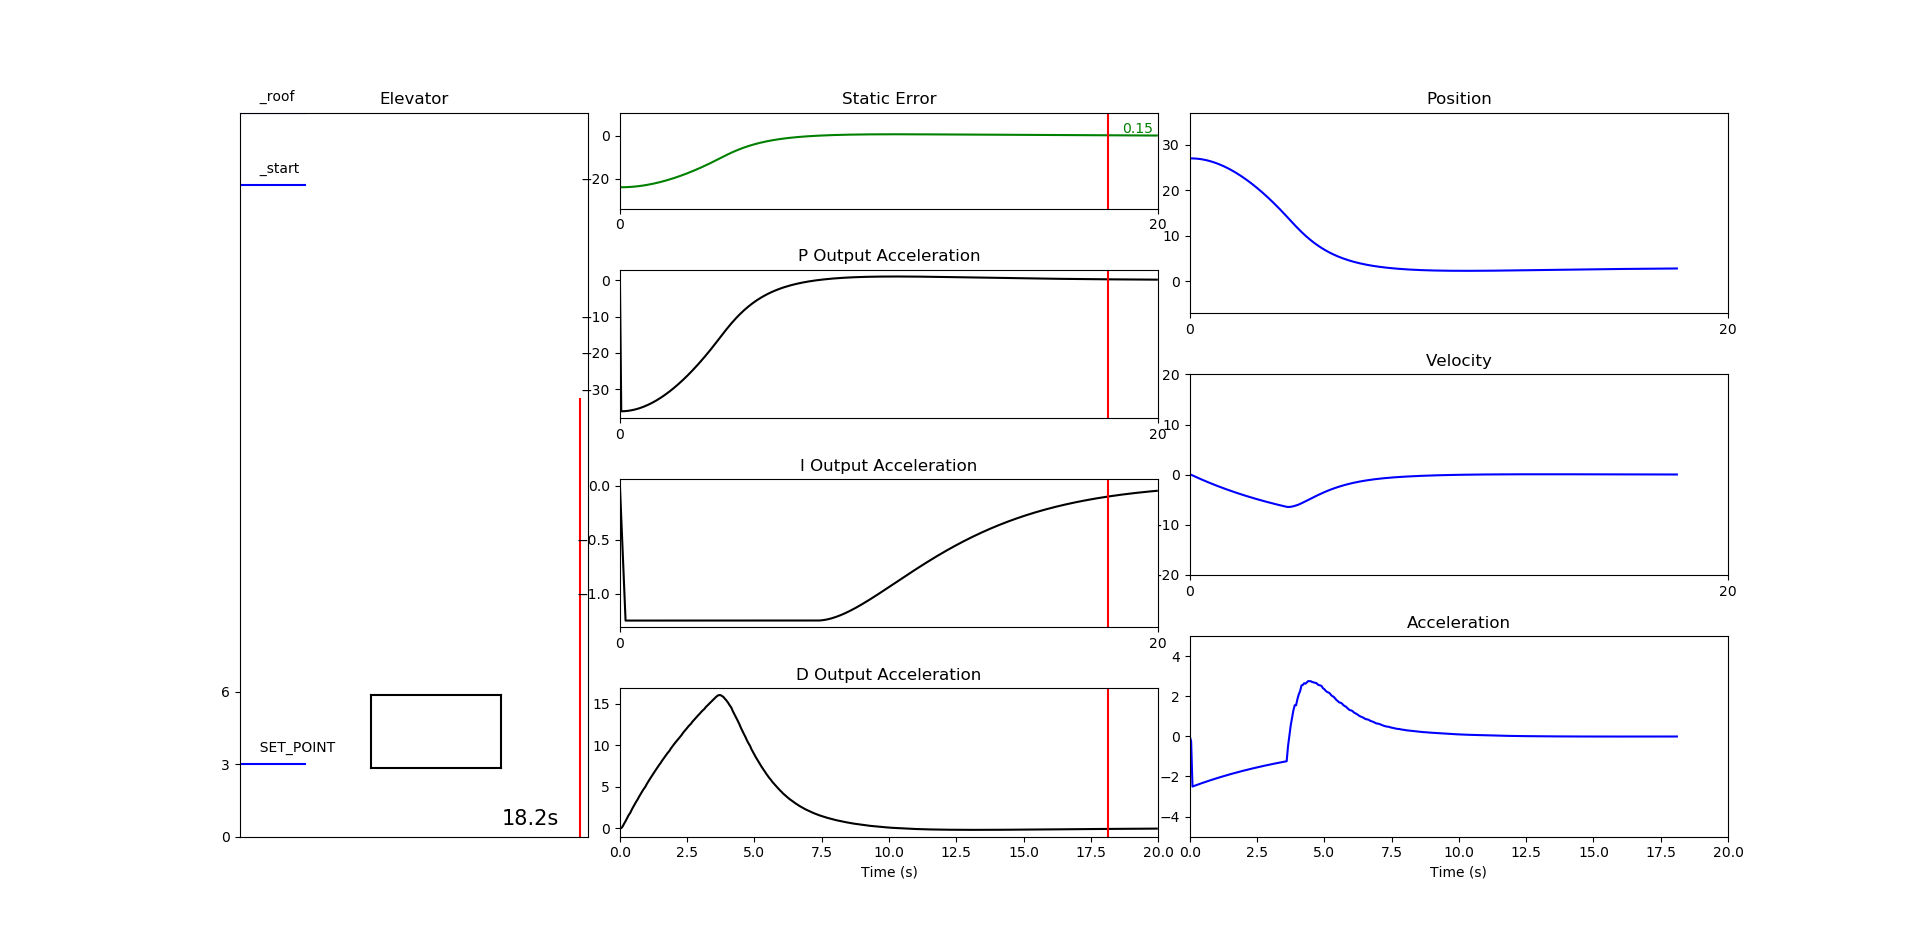 _roof
Elevator
_start
6
SET_POINT
3
18.2s
0
Static Error
0.15
0
−20
0
20
P Output Acceleration
0
−10
−20
−30
0
20
I Output Acceleration
0.0
−0.5
−1.0
0
20
D Output Acceleration
15
10
5
0
0.0 2.5 5.0 7.5 10.0 12.5 15.0 17.5 20.0
Time (s)
Position
30
20
10
0
0
20
Velocity
20
10
0
-10
-20
0
20
Acceleration
4
2
0
−2
−4
0.0 2.5 5.0 7.5 10.0 12.5 15.0 17.5 20.0
Time (s)